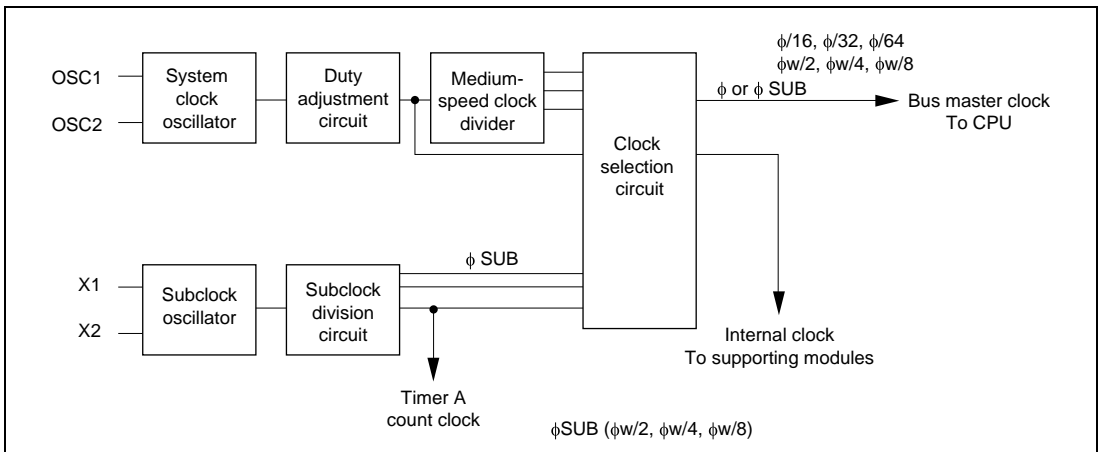 OSC1
OSC2
System
clock
oscillator
Duty
adjustment
circuit
Medium-
speed clock
divider
Clock
selection
circuit
ϕ/16, ϕ/32, ϕ/64
ϕw/2, ϕw/4, ϕw/8
ϕ or ϕ SUB
Bus master clock
To CPU
X1
X2
Subclock
oscillator
Subclock
division
circuit
ϕ SUB
Timer A
count clock
Internal clock
To supporting modules
ϕSUB (ϕw/2, ϕw/4, ϕw/8)